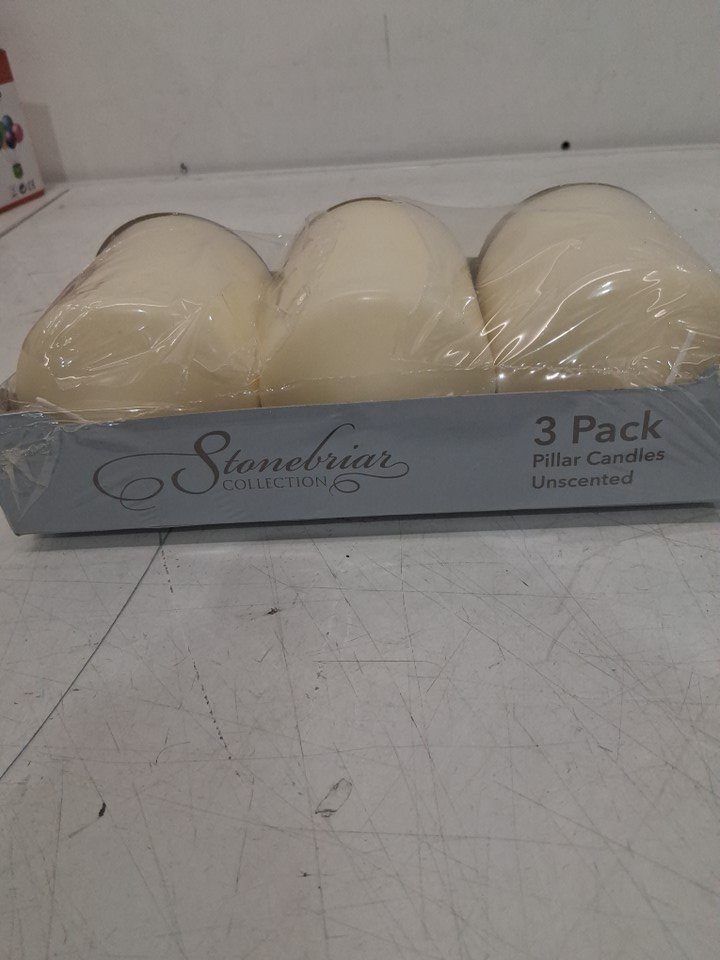 Stonebriar
COLLECTION
3 Pack
Pillar Candles
Unscented